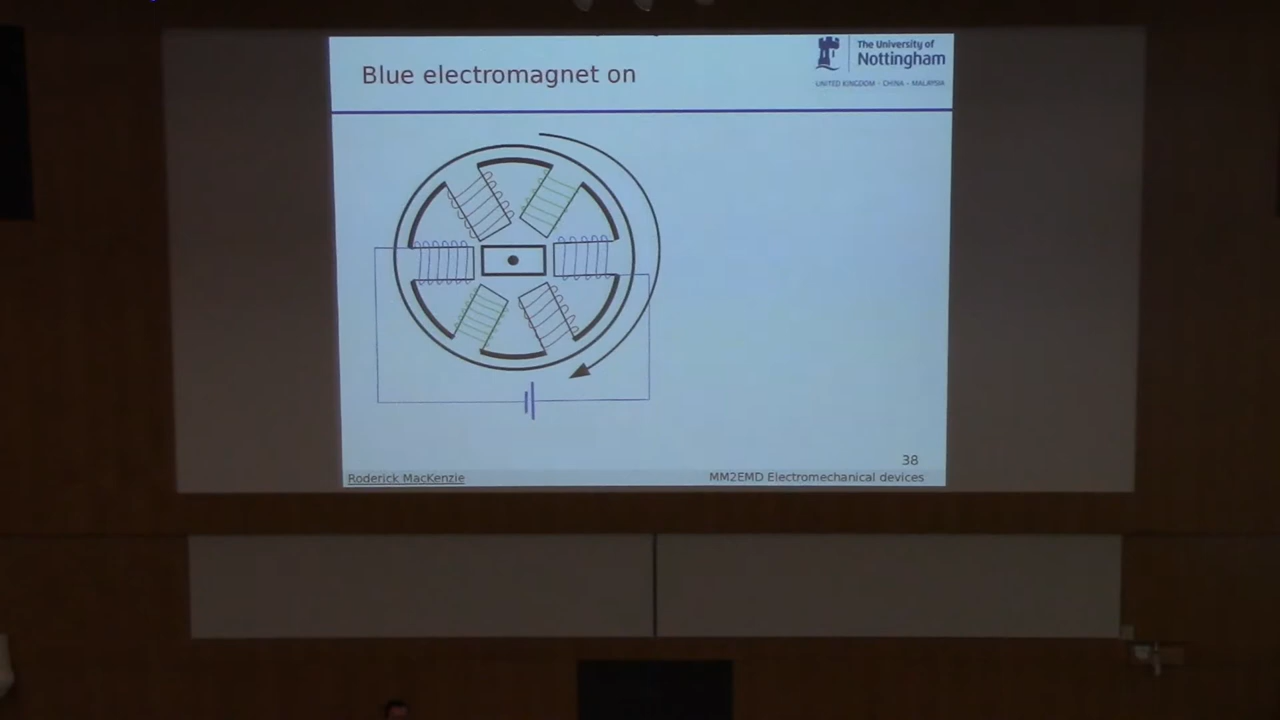 Blue electromagnet on
The University of
Nottingham
UNITED KINGDOM · CHINA · MALAYSIA
38
Roderick MacKenzie
MM2EMD Electromechanical devices